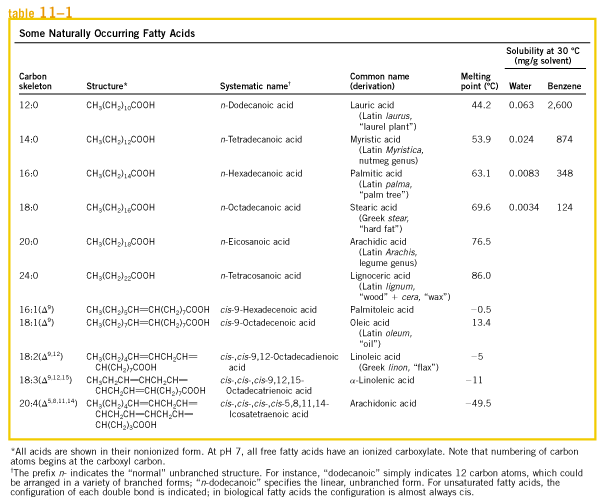 table 11–1
Some Naturally Occurring Fatty Acids
Solubility at 30 °C
(mg/g solvent)
Carbon Common name Melting
skeleton Structure* Systematic name† (derivation) point (°C) Water Benzene
12:0 CH₃(CH₂)₁₀COOH n-Dodecanoic acid Lauric acid 44.2 0.063 2,600
(Latin laurus,
"laurel plant")
14:0 CH₃(CH₂)₁₂COOH n-Tetradecanoic acid Myristic acid 53.9 0.024 874
(Latin Myristica,
nutmeg genus)
16:0 CH₃(CH₂)₁₄COOH n-Hexadecanoic acid Palmitic acid 63.1 0.0083 348
(Latin palma,
"palm tree")
18:0 CH₃(CH₂)₁₆COOH n-Octadecanoic acid Stearic acid 69.6 0.0034 124
(Greek stear,
"hard fat")
20:0 CH₃(CH₂)₁₈COOH n-Eicosanoic acid Arachidic acid 76.5
(Latin Arachis,
legume genus)
24:0 CH₃(CH₂)₂₂COOH n-Tetracosanoic acid Lignoceric acid 86.0
(Latin lignum,
"wood" + cera, "wax")
16:1(Δ⁹) CH₃(CH₂)₅CH=CH(CH₂)₇COOH cis-9-Hexadecenoic acid Palmitoleic acid −0.5
18:1(Δ⁹) CH₃(CH₂)₇CH=CH(CH₂)₇COOH cis-9-Octadecenoic acid Oleic acid 13.4
(Latin oleum,
"oil")
18:2(Δ⁹,¹²) CH₃(CH₂)₄CH=CHCH₂CH= cis-,cis-9,12-Octadecadienoic Linoleic acid −5
CH(CH₂)₇COOH acid (Greek linon, "flax")
18:3(Δ⁹,¹²,¹⁵) CH₃CH₂CH=CHCH₂CH= cis-,cis-,cis-9,12,15- α-Linolenic acid −11
CHCH₂CH=CH(CH₂)₇COOH Octadecatrienoic acid
20:4(Δ⁵,⁸,¹¹,¹⁴) CH₃(CH₂)₄CH=CHCH₂CH= cis-,cis-,cis-,cis-5,8,11,14- Arachidonic acid −49.5
CHCH₂CH=CHCH₂CH= Icosatetraenoic acid
CH(CH₂)₃COOH
*All acids are shown in their nonionized form. At pH 7, all free fatty acids have an ionized carboxylate. Note that numbering of carbon
atoms begins at the carboxyl carbon.
†The prefix n- indicates the "normal" unbranched structure. For instance, "dodecanoic" simply indicates 12 carbon atoms, which could
be arranged in a variety of branched forms; "n-dodecanoic" specifies the linear, unbranched form. For unsaturated fatty acids, the
configuration of each double bond is indicated; in biological fatty acids the configuration is almost always cis.